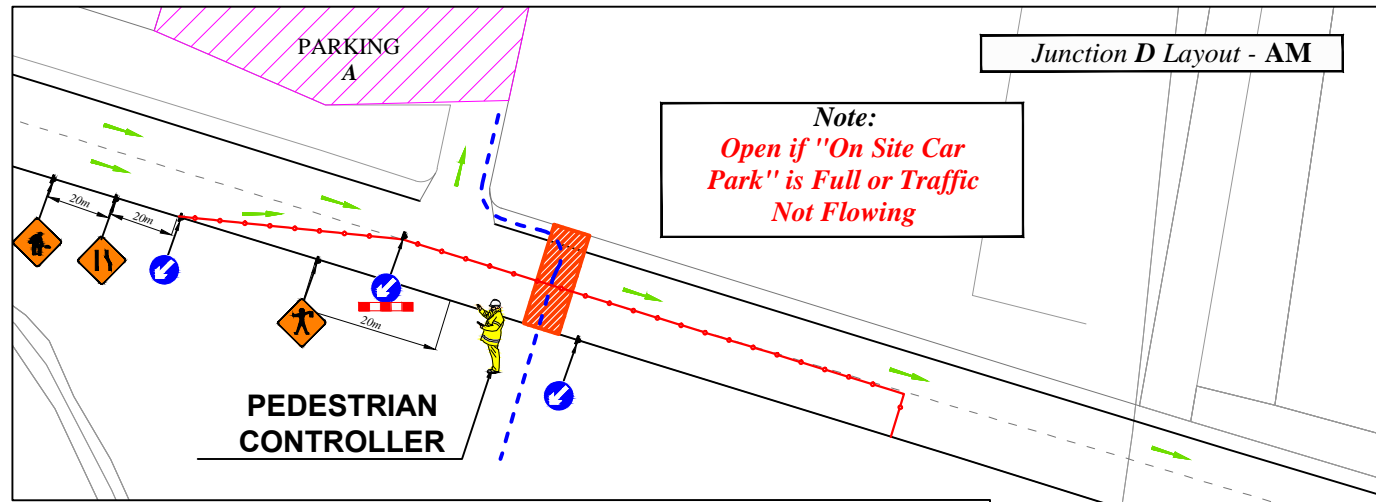 PARKING
A
Junction D Layout - AM
Note:
Open if "On Site Car
Park" is Full or Traffic
Not Flowing
20m
20m
20m
PEDESTRIAN
CONTROLLER